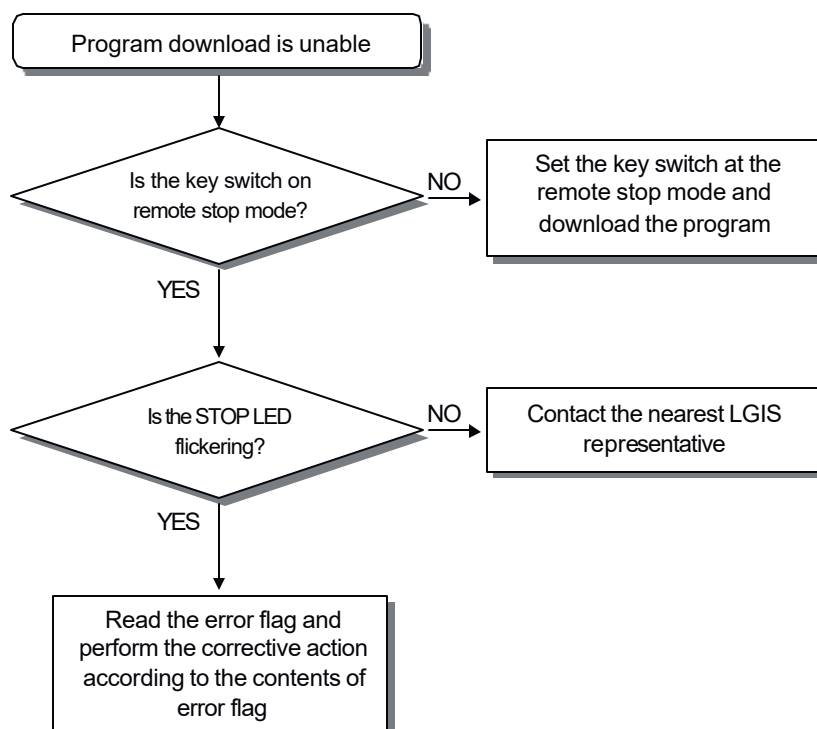 Program download is unable
Is the key switch on
remote stop mode?
NO
Set the key switch at the
remote stop mode and
download the program
YES
Is the STOP LED
flickering?
NO
Contact the nearest LGIS
representative
YES
Read the error flag and
perform the corrective action
according to the contents of
error flag